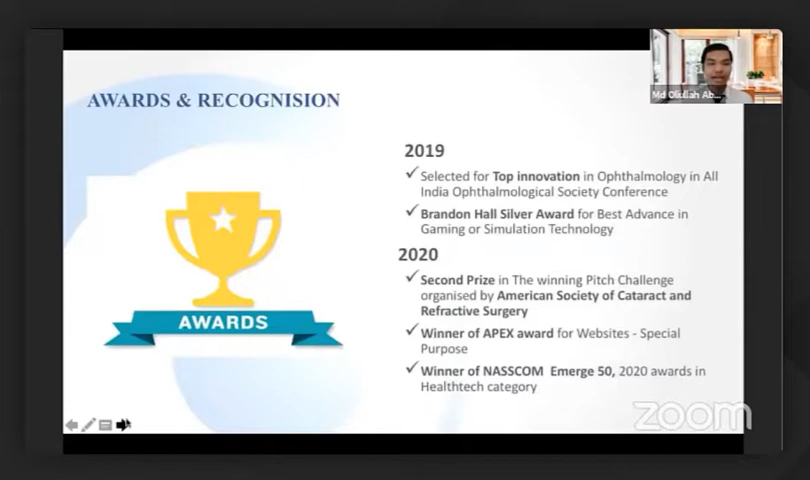 Md Oliullah Ab...
AWARDS & RECOGNISION
AWARDS
2019
Selected for Top innovation in Ophthalmology in All
India Ophthalmological Society Conference
Brandon Hall Silver Award for Best Advance in
Gaming or Simulation Technology
2020
Second Prize in The winning Pitch Challenge
organised by American Society of Cataract and
Refractive Surgery
Winner of APEX award for Websites - Special
Purpose
Winner of NASSCOM Emerge 50, 2020 awards in
Healthtech category
zoom